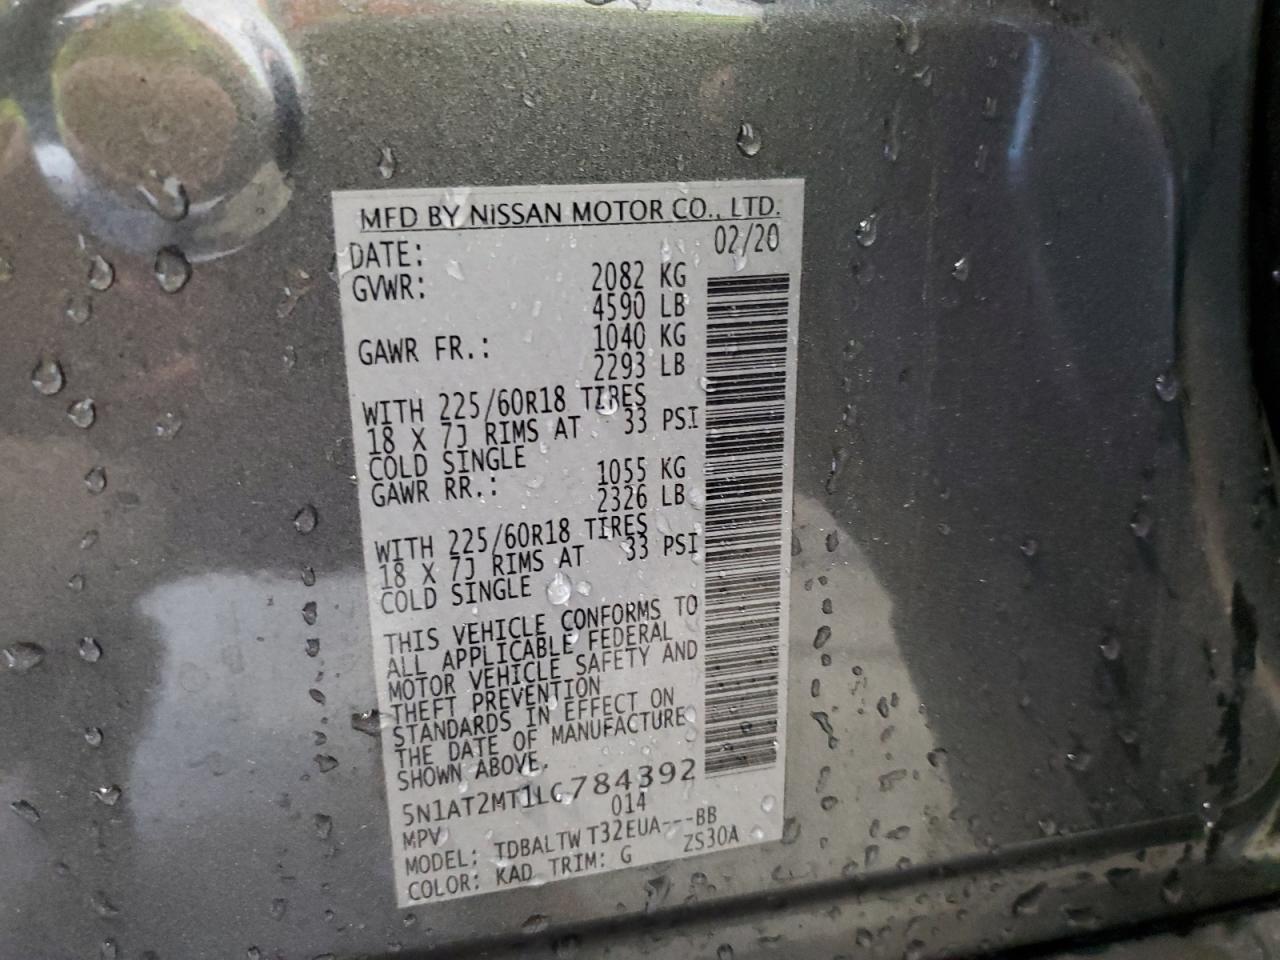 MFD BY NISSAN MOTOR CO., LTD.
DATE: 02/20
GVWR: 2082 KG
4590 LB
GAWR FR.: 1040 KG
2293 LB
WITH 225/60R18 TIRES
18 X 7J RIMS AT 33 PSI
COLD SINGLE
GAWR RR.: 1055 KG
2326 LB
WITH 225/60R18 TIRES
18 X 7J RIMS AT 33 PSI
COLD SINGLE
THIS VEHICLE CONFORMS TO
ALL APPLICABLE FEDERAL
MOTOR VEHICLE SAFETY AND
THEFT PREVENTION
STANDARDS IN EFFECT ON
THE DATE OF MANUFACTURE
SHOWN ABOVE.
5N1AT2MT1LC784392
MPV 014
MODEL: TDBALTW T32EUA---BB
COLOR: KAD TRIM: G ZS30A